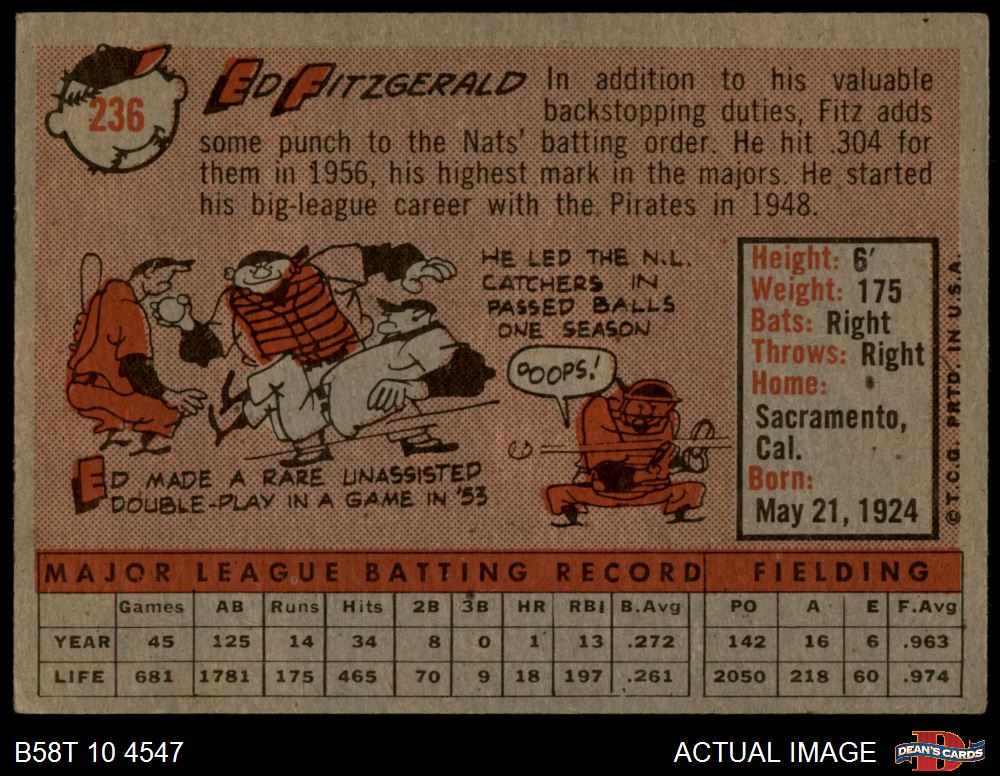 236
ED FITZGERALD
In addition to his valuable
backstopping duties, Fitz adds
some punch to the Nats' batting order. He hit .304 for
them in 1956, his highest mark in the majors. He started
his big-league career with the Pirates in 1948.
HE LED THE N.L.
CATCHERS IN
PASSED BALLS
ONE SEASON
OOOPS!
ED MADE A RARE UNASSISTED
DOUBLE-PLAY IN A GAME IN '53
Height: 6'
Weight: 175
Bats: Right
Throws: Right
Home:
Sacramento,
Cal.
Born:
May 21, 1924
© T.C.G. PRTD. IN U.S.A.
MAJOR LEAGUE BATTING RECORD FIELDING
Games AB Runs Hits 2B 3B HR RBI B.Avg PO A E F.Avg
YEAR 45 125 14 34 8 0 1 13 .272 142 16 6 .963
LIFE 681 1781 175 465 70 9 18 197 .261 2050 218 60 .974
B58T 10 4547
ACTUAL IMAGE
DEAN'S CARDS